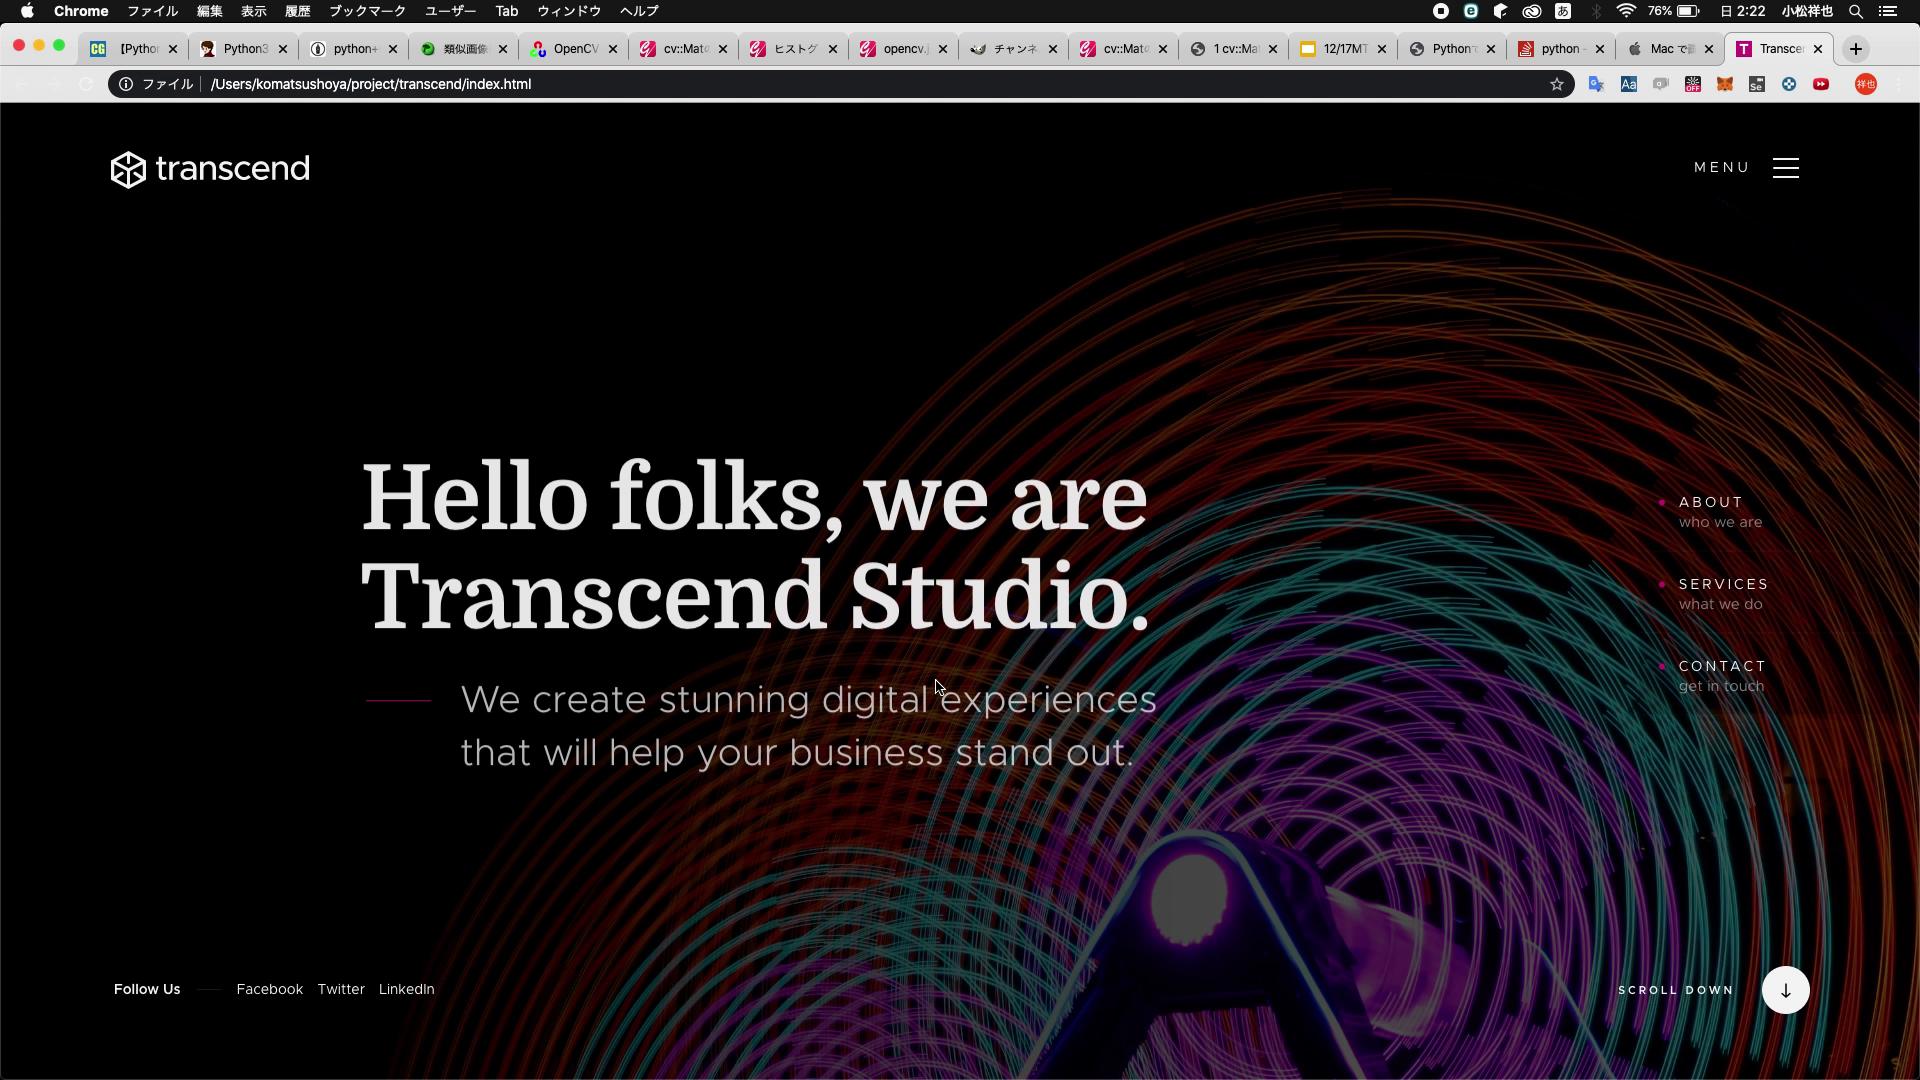 Chrome ファイル 編集 表示 履歴 ブックマーク ユーザー Tab ウィンドウ ヘルプ 76% 日 2:22 小松祥也
【Pythor Python3 python+ 類似画像 OpenCV cv::Mat ヒストグ opencv. チャンネ cv::Mat 1 cv::Ma 12/17MT Python python - Mac で Transcer
ファイル /Users/komatsushoya/project/transcend/index.html 祥也
transcend
MENU
Hello folks, we are
Transcend Studio.
We create stunning digital experiences
that will help your business stand out.
ABOUT
who we are
SERVICES
what we do
CONTACT
get in touch
Follow Us Facebook Twitter LinkedIn
SCROLL DOWN